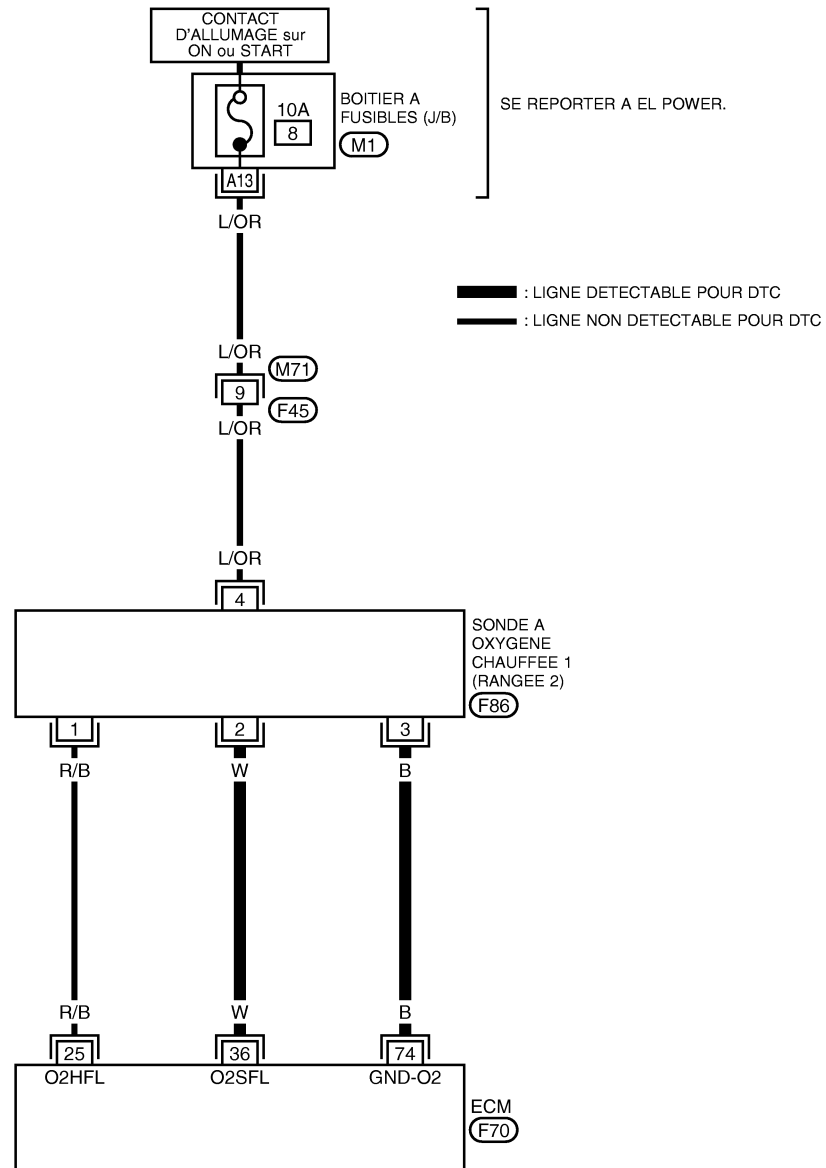 CONTACT
D'ALLUMAGE sur
ON ou START
10A
8
BOITIER A
FUSIBLES (J/B)
M1
SE REPORTER A EL POWER.
A13
L/OR
: LIGNE DETECTABLE POUR DTC
: LIGNE NON DETECTABLE POUR DTC
L/OR
M71
9
F45
L/OR
L/OR
4
SONDE A
OXYGENE
CHAUFFEE 1
(RANGEE 2)
F86
1 2 3
R/B W B
R/B W B
25 36 74
O2HFL O2SFL GND-O2
ECM
F70